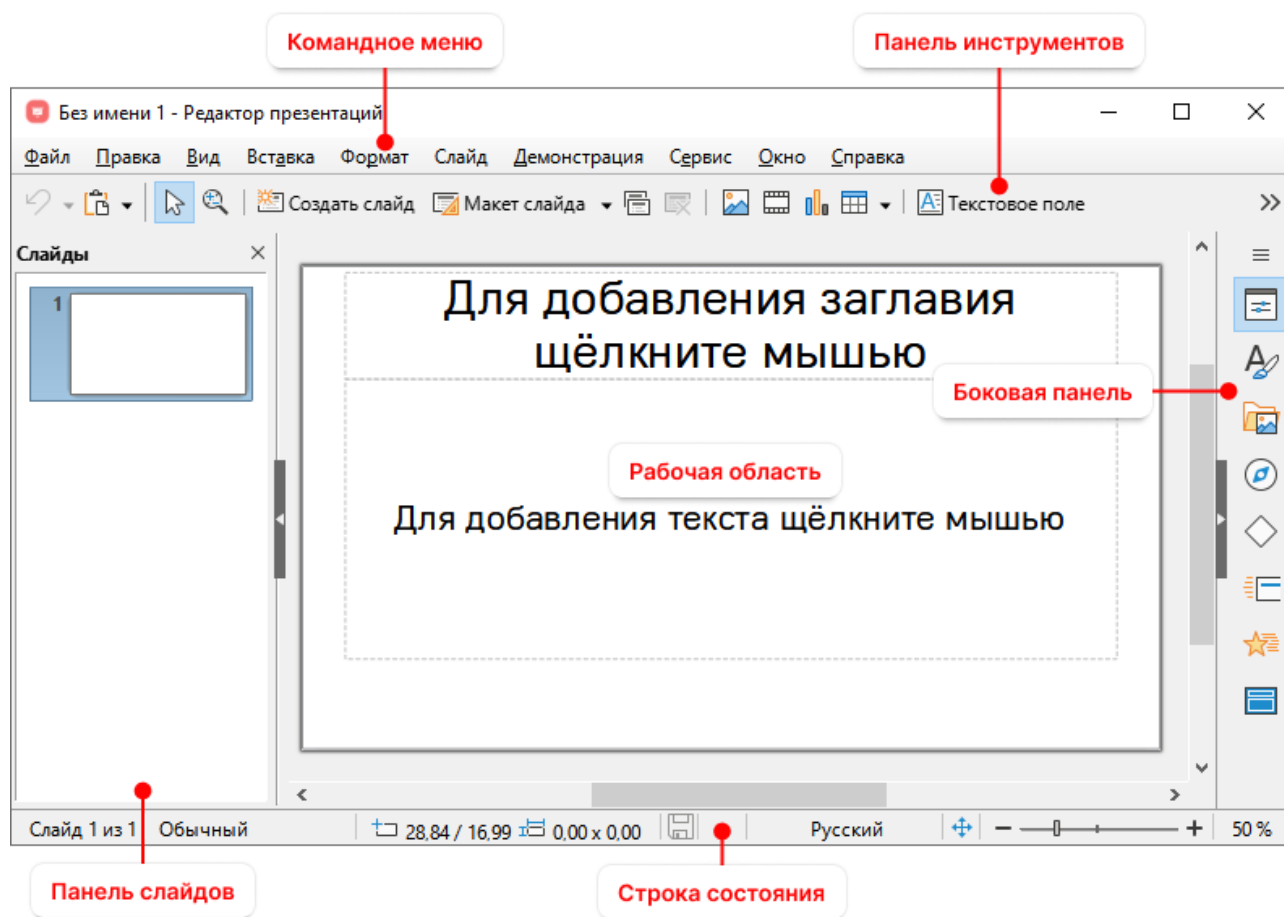 Командное меню
Панель инструментов
Без имени 1 - Редактор презентаций
Файл Правка Вид Вставка Формат Слайд Демонстрация Сервис Окно Справка
Создать слайд Макет слайда Текстовое поле
Слайды
1
Для добавления заглавия
щёлкните мышью
Боковая панель
Рабочая область
Для добавления текста щёлкните мышью
Слайд 1 из 1 Обычный 28,84 / 16,99 0,00 x 0,00 Русский 50 %
Панель слайдов
Строка состояния